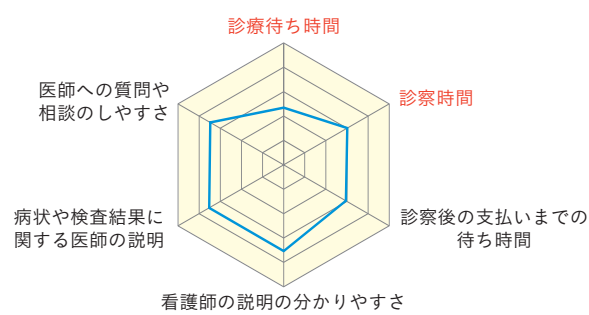 診療待ち時間
診察時間
診察後の支払いまでの
待ち時間
看護師の説明の分かりやすさ
病状や検査結果に
関する医師の説明
医師への質問や
相談のしやすさ